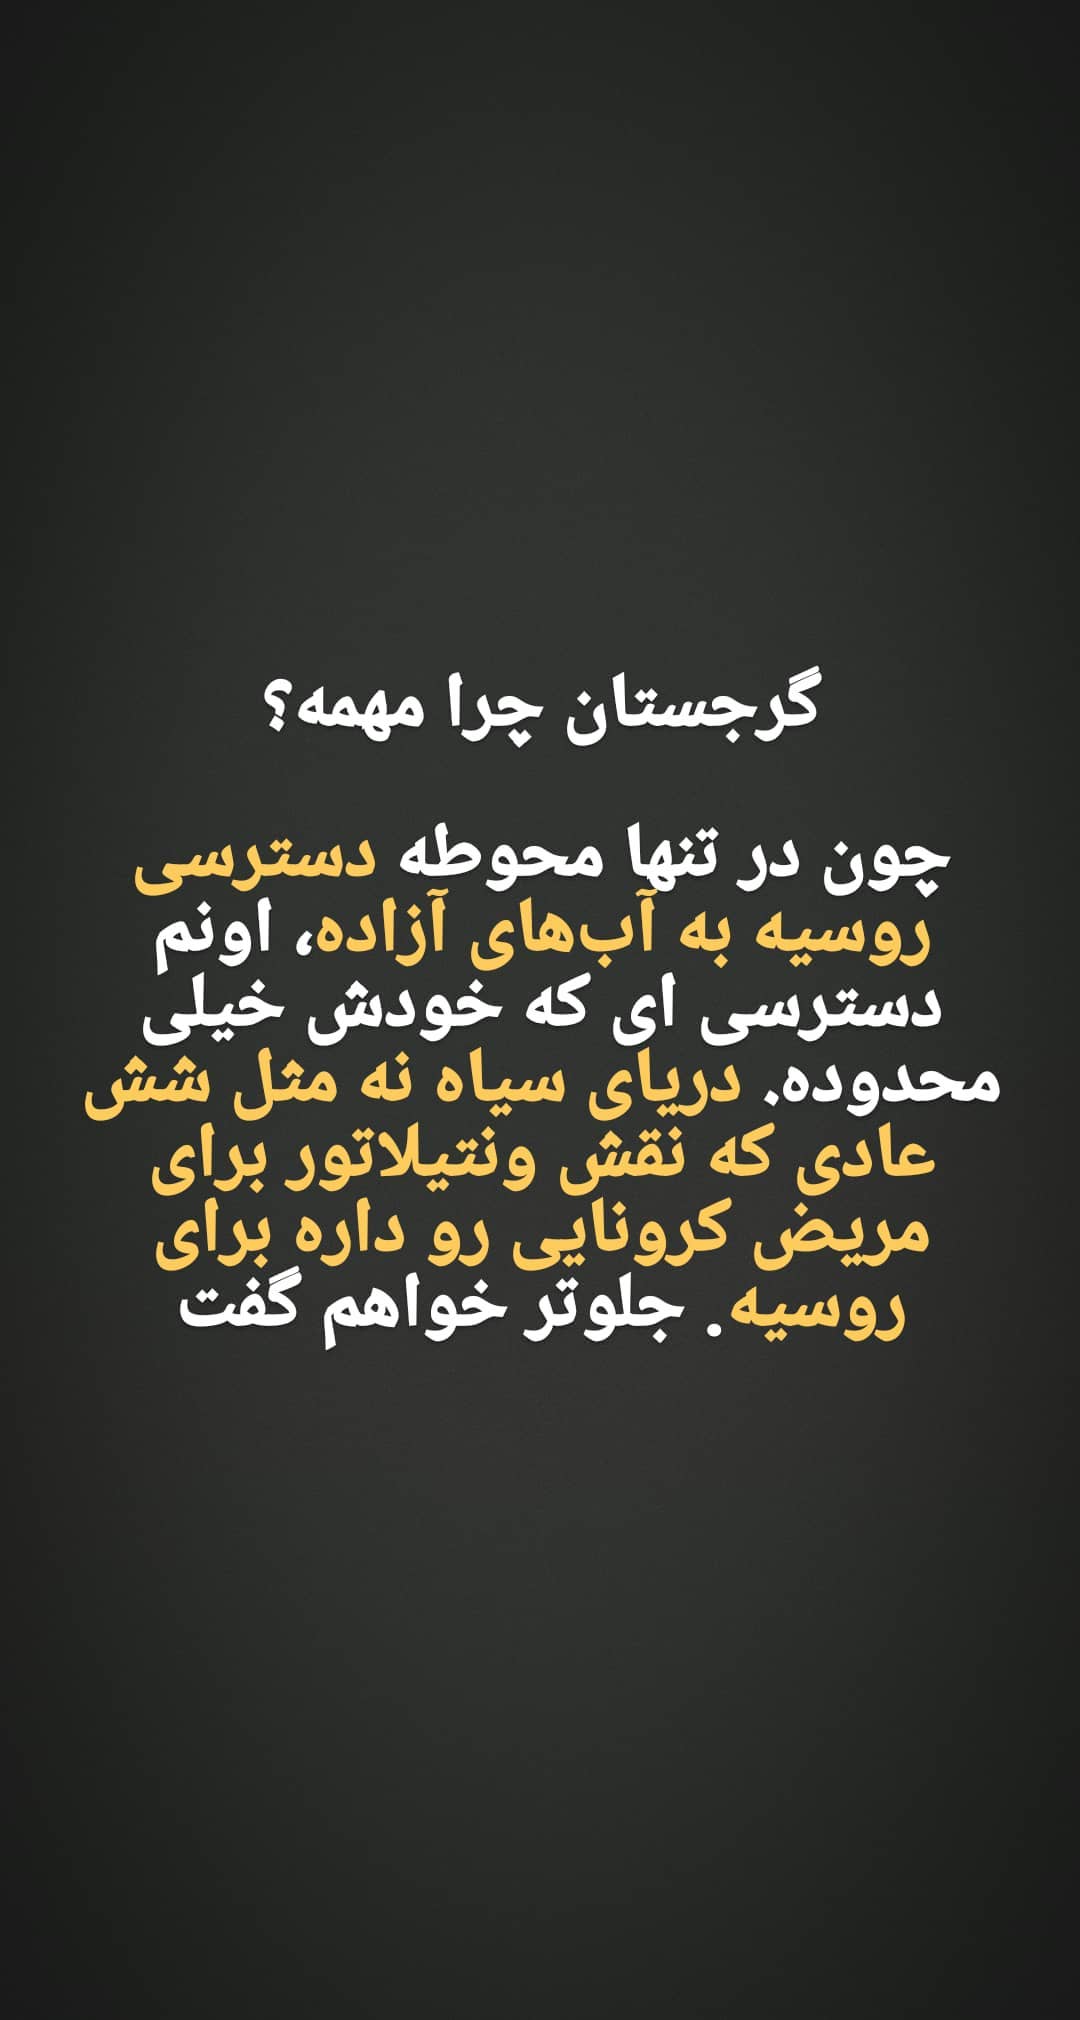 گرجستان چرا مهمه؟
چون در تنها محوطه دسترسی
روسیه به آب‌های آزاده، اونم
دسترسی ای که خودش خیلی
محدوده. دریای سیاه نه مثل شش
عادی که نقش ونتیلاتور برای
مریض کرونایی رو داره برای
روسیه. جلوتر خواهم گفت